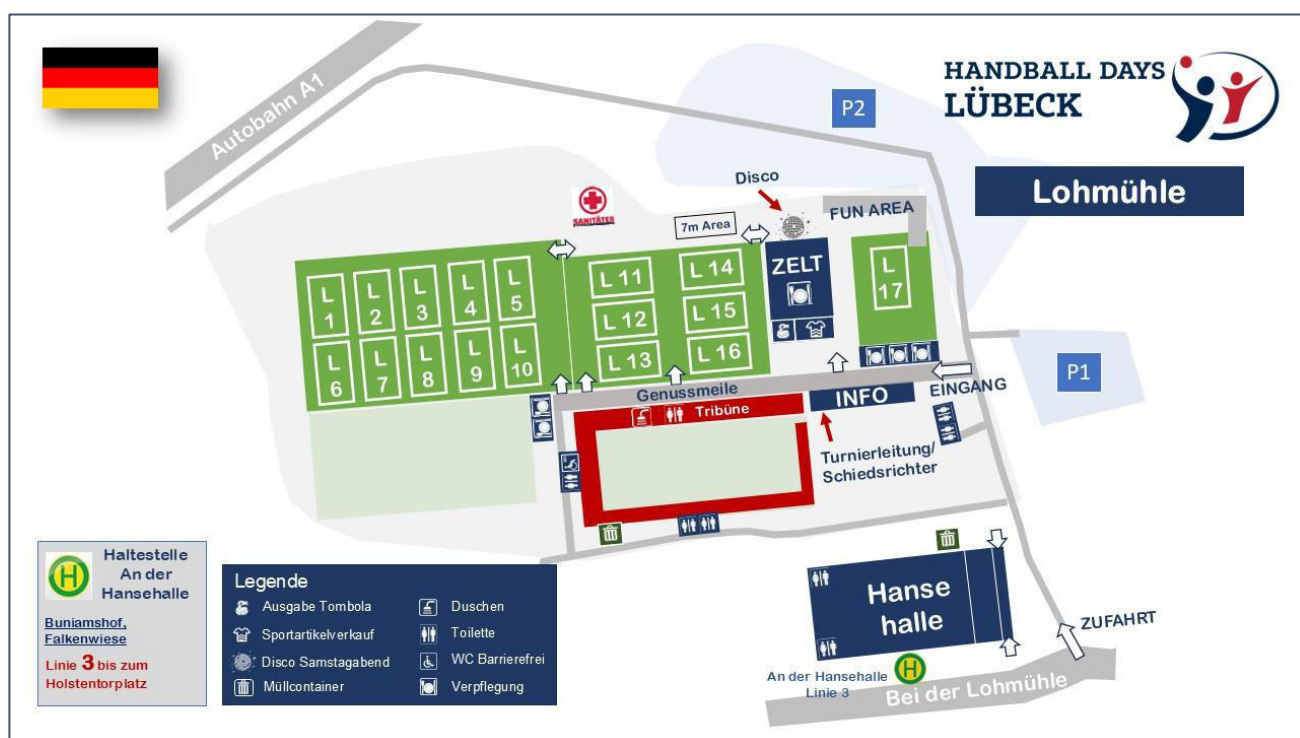 Autobahn A1
HANDBALL DAYS
LÜBECK
P2
Lohmühle
Disco
SANITÄTER
7m Area
FUN AREA
ZELT
L 1
L 2
L 3
L 4
L 5
L 6
L 7
L 8
L 9
L 10
L 11
L 12
L 13
L 14
L 15
L 16
L 17
P1
Genussmeile
INFO
EINGANG
Tribüne
Turnierleitung/
Schiedsrichter
Haltestelle
An der
Hansehalle
Buniamshof,
Falkenwiese
Linie 3 bis zum
Holstentorplatz
Legende
Ausgabe Tombola
Sportartikelverkauf
Disco Samstagabend
Müllcontainer
Duschen
Toilette
WC Barrierefrei
Verpflegung
Hanse
halle
ZUFAHRT
An der Hansehalle
Linie 3
H
H
Bei der Lohmühle